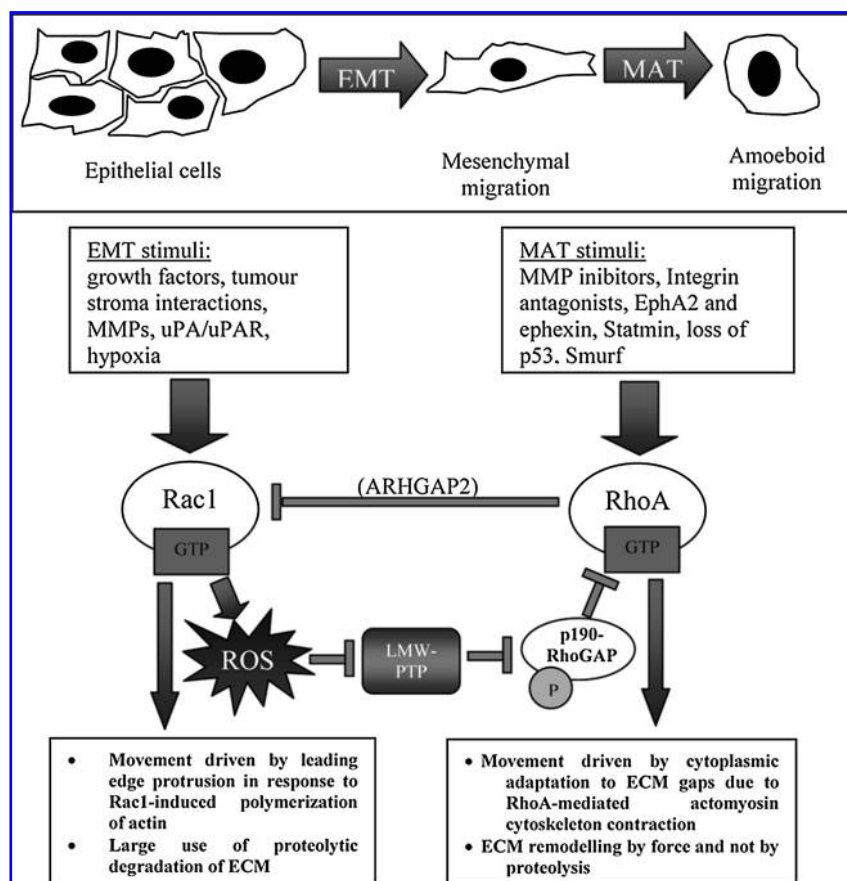 EMT
MAT
Epithelial cells
Mesenchymal
migration
Amoeboid
migration
EMT stimuli:
growth factors, tumour
stroma interactions,
MMPs, uPA/uPAR,
hypoxia
MAT stimuli:
MMP inibitors, Integrin
antagonists, EphA2 and
ephexin, Statmin, loss of
p53, Smurf
Rac1
GTP
(ARHGAP2)
RhoA
GTP
ROS
LMW-
PTP
p190-
RhoGAP
P
• Movement driven by leading
edge protrusion in response to
Rac1-induced polymerization
of actin
• Large use of proteolytic
degradation of ECM
• Movement driven by cytoplasmic
adaptation to ECM gaps due to
RhoA-mediated actomyosin
cytoskeleton contraction
• ECM remodelling by force and not by
proteolysis